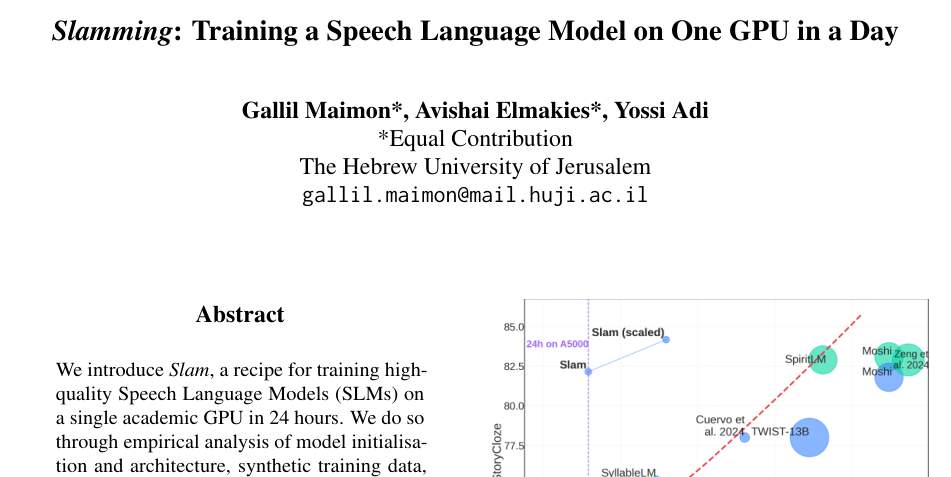 Slamming: Training a Speech Language Model on One GPU in a Day
Gallil Maimon*, Avishai Elmakies*, Yossi Adi
*Equal Contribution
The Hebrew University of Jerusalem
gallil.maimon@mail.huji.ac.il
Abstract
We introduce Slam, a recipe for training high-
quality Speech Language Models (SLMs) on
a single academic GPU in 24 hours. We do so
through empirical analysis of model initialisa-
tion and architecture, synthetic training data,
85.0
Slam (scaled)
24h on A5000
Slam
82.5
SpiritLM
Moshi
Zeng et
al. 2024
Moshi
80.0
Cuervo et
al. 2024
TWIST-13B
77.5
SyllableLM